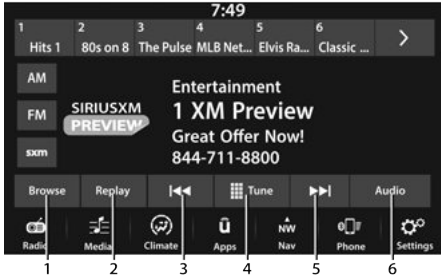 7:49
1 2 3 4 5 6
Hits 1 80s on 8 The Pulse MLB Net... Elvis Ra... Classic ...
AM
FM
sxm
SIRIUSXM
PREVIEW
Entertainment
1 XM Preview
Great Offer Now!
844-711-8800
Browse Replay Tune Audio
Radio Media Climate Apps Nav Phone Settings
û NW
1 2 3 4 5 6